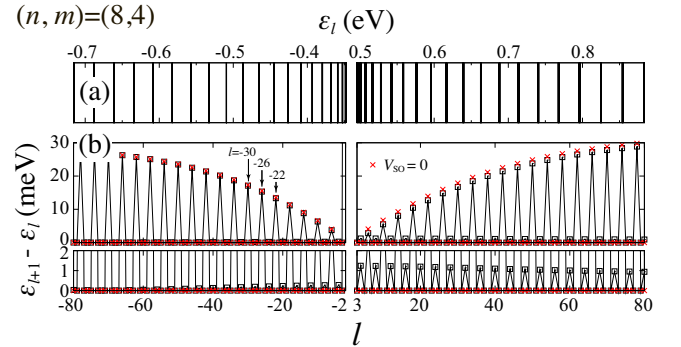 (n, m)=(8,4)
ε_l (eV)
-0.7 -0.6 -0.5 -0.4 0.5 0.6 0.7 0.8
(a)
(b)
30
20
10
0
l=-30
-26
-22
× V_SO = 0
ε_{l+1} - ε_l (meV)
2
1
0
-80 -60 -40 -20 -2 3 20 40 60 80
l